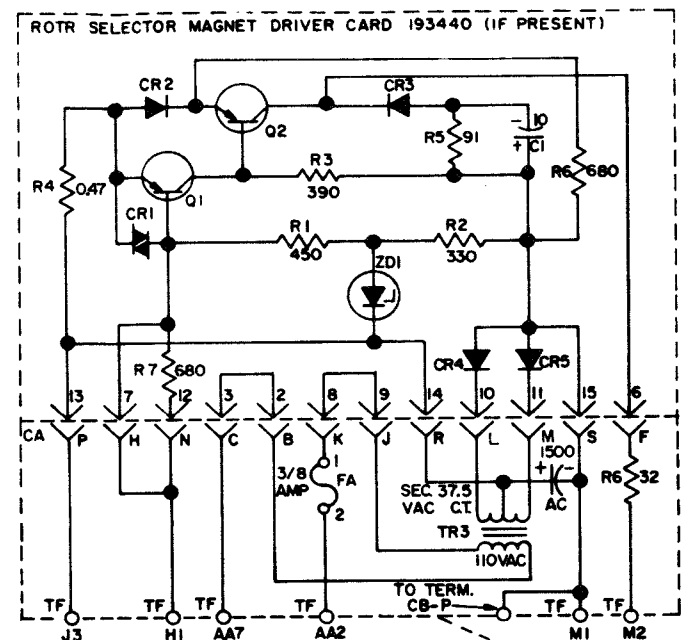 ROTR SELECTOR MAGNET DRIVER CARD 193440 (IF PRESENT)
CR2
CR3
Q2
R5
91
-
10
+
C1
R3
390
R4
0.47
Q1
R6
680
CR1
R1
450
R2
330
ZD1
R7
680
CR4
CR5
13
7
12
3
2
8
9
14
10
11
15
6
CA
P
H
N
C
B
K
J
R
L
M
S
F
1500
+
-
AC
3/8
AMP
1
FA
2
SEC. 37.5
VAC C.T.
R6
32
TR3
110VAC
TO TERM.
CB-P
TF
TF
TF
TF
TF
TF
J3
H1
AA7
AA2
M1
M2